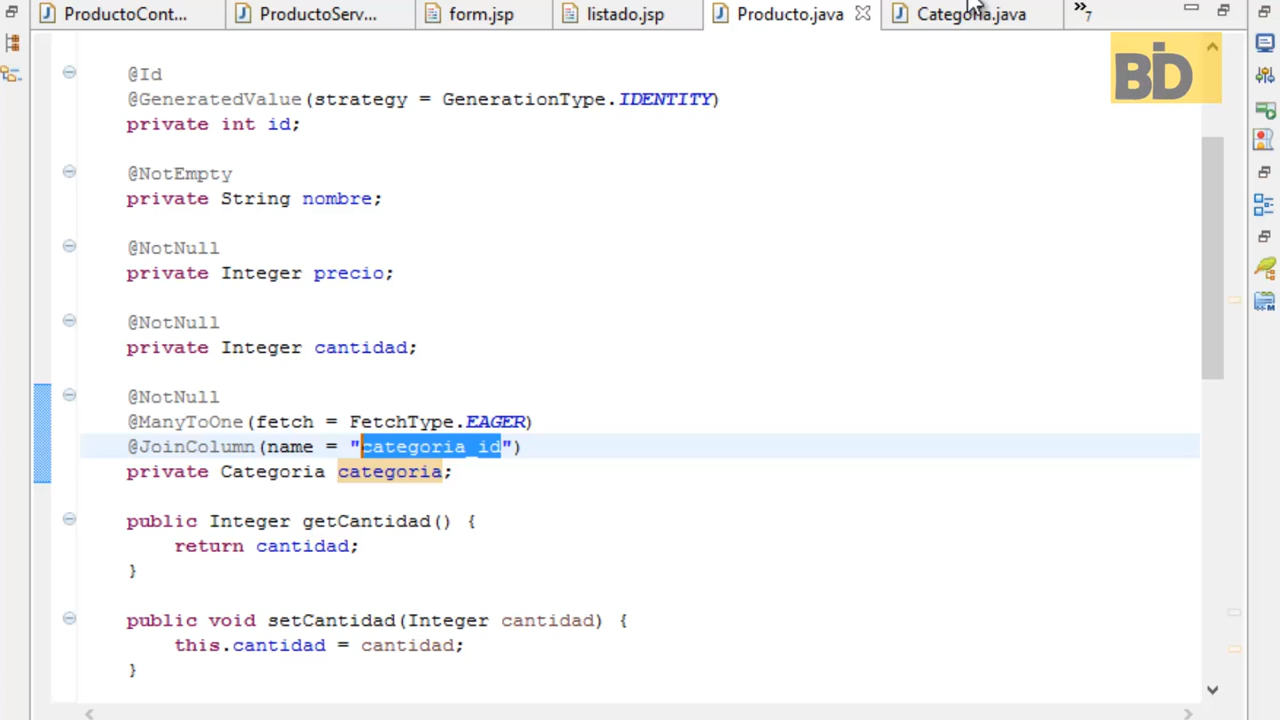 ProductoCont... ProductoServ... form.jsp listado.jsp Producto.java Categoria.java »7
BID
@Id
@GeneratedValue(strategy = GenerationType.IDENTITY)
private int id;
@NotEmpty
private String nombre;
@NotNull
private Integer precio;
@NotNull
private Integer cantidad;
@NotNull
@ManyToOne(fetch = FetchType.EAGER)
@JoinColumn(name = "categoria_id")
private Categoria categoria;
public Integer getCantidad() {
return cantidad;
}
public void setCantidad(Integer cantidad) {
this.cantidad = cantidad;
}